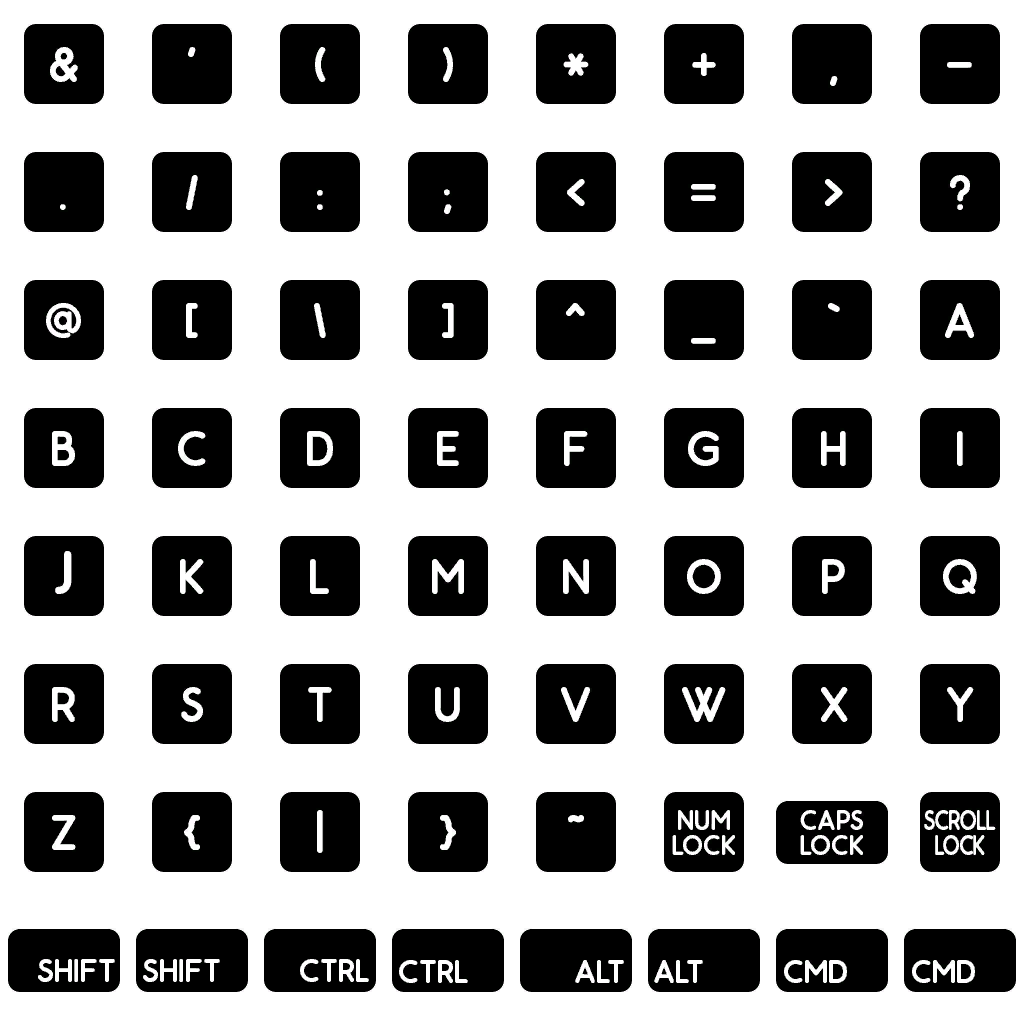 & ' ( ) * + , -
. / : ; < = > ?
@ [ \ ] ^ _ ` A
B C D E F G H I
J K L M N O P Q
R S T U V W X Y
Z { | } ~ NUM LOCK CAPS LOCK SCROLL LOCK
SHIFT SHIFT CTRL CTRL ALT ALT CMD CMD